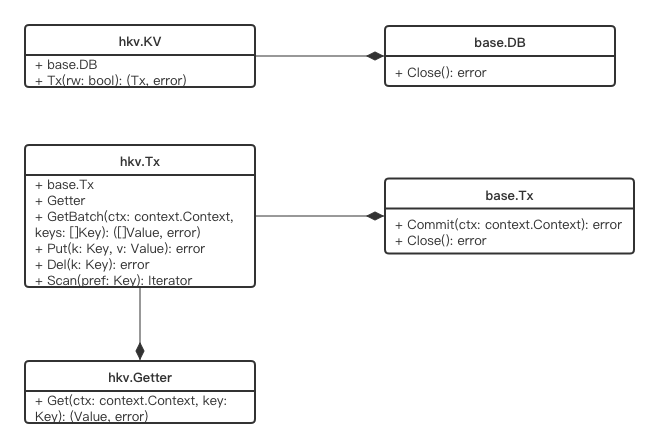 hkv.KV
+ base.DB
+ Tx(rw: bool): (Tx, error)
base.DB
+ Close(): error
hkv.Tx
+ base.Tx
+ Getter
+ GetBatch(ctx: context.Context,
keys: []Key): ([]Value, error)
+ Put(k: Key, v: Value): error
+ Del(k: Key): error
+ Scan(pref: Key): Iterator
base.Tx
+ Commit(ctx: context.Context): error
+ Close(): error
hkv.Getter
+ Get(ctx: context.Context, key:
Key): (Value, error)